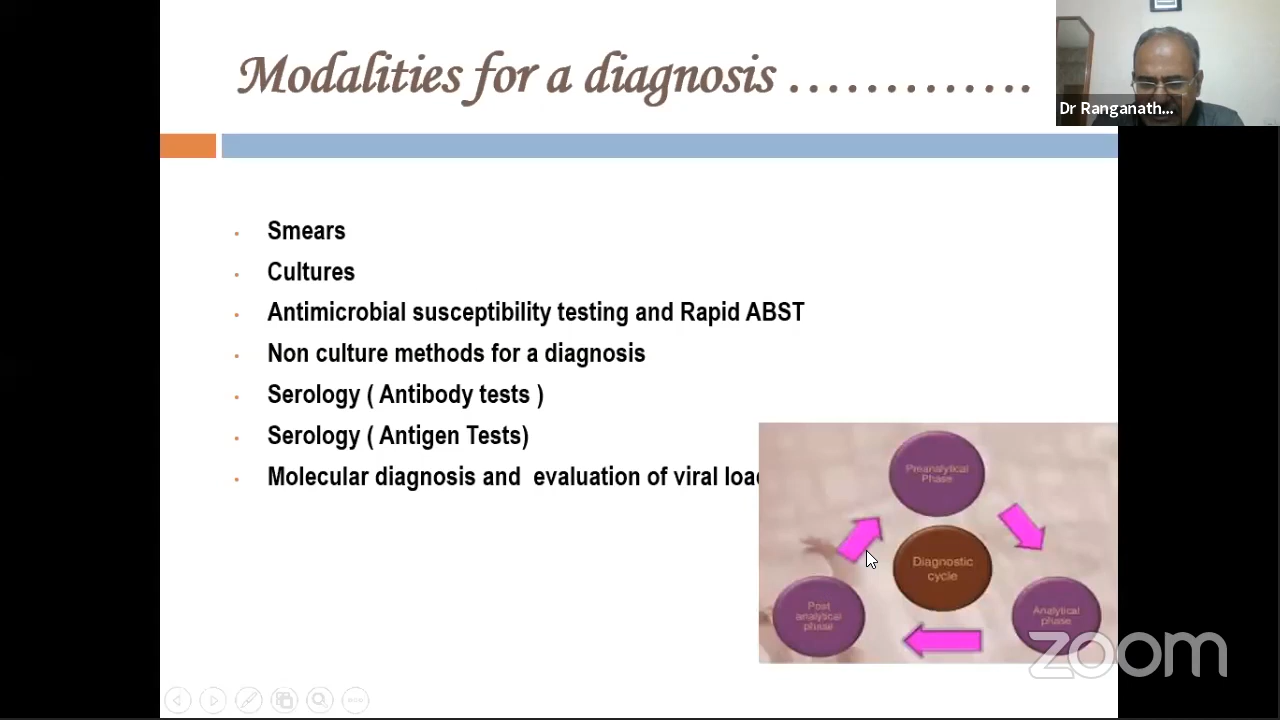 Modalities for a diagnosis ………….
Dr Ranganath...
• Smears
• Cultures
• Antimicrobial susceptibility testing and Rapid ABST
• Non culture methods for a diagnosis
• Serology ( Antibody tests )
• Serology ( Antigen Tests)
• Molecular diagnosis and evaluation of viral load
Preanalytical
Phase
Diagnostic
cycle
Post
analytical
phase
Analytical
phase
zoom